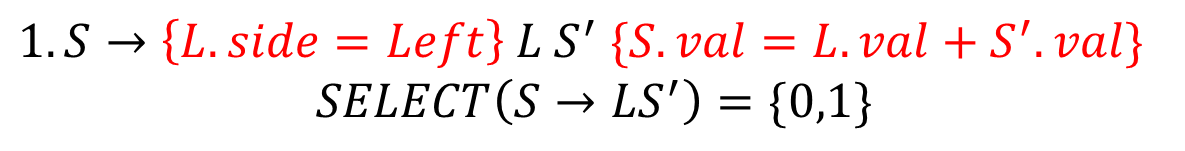 1. S → {L. side = Left} L S′ {S. val = L. val + S′. val}
SELECT(S → LS′) = {0,1}